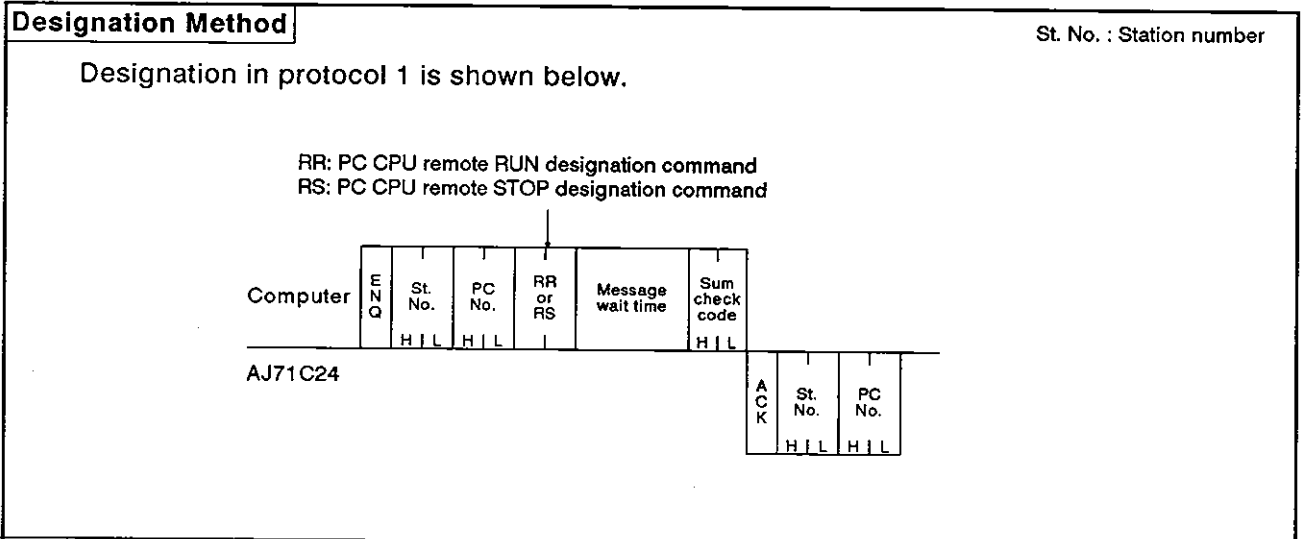 Designation Method
St. No. : Station number
Designation in protocol 1 is shown below.
RR: PC CPU remote RUN designation command
RS: PC CPU remote STOP designation command
Computer
ENQ
St. No.
H L
PC No.
H L
RR or RS
Message wait time
Sum check code
H L
AJ71C24
ACK
St. No.
H L
PC No.
H L